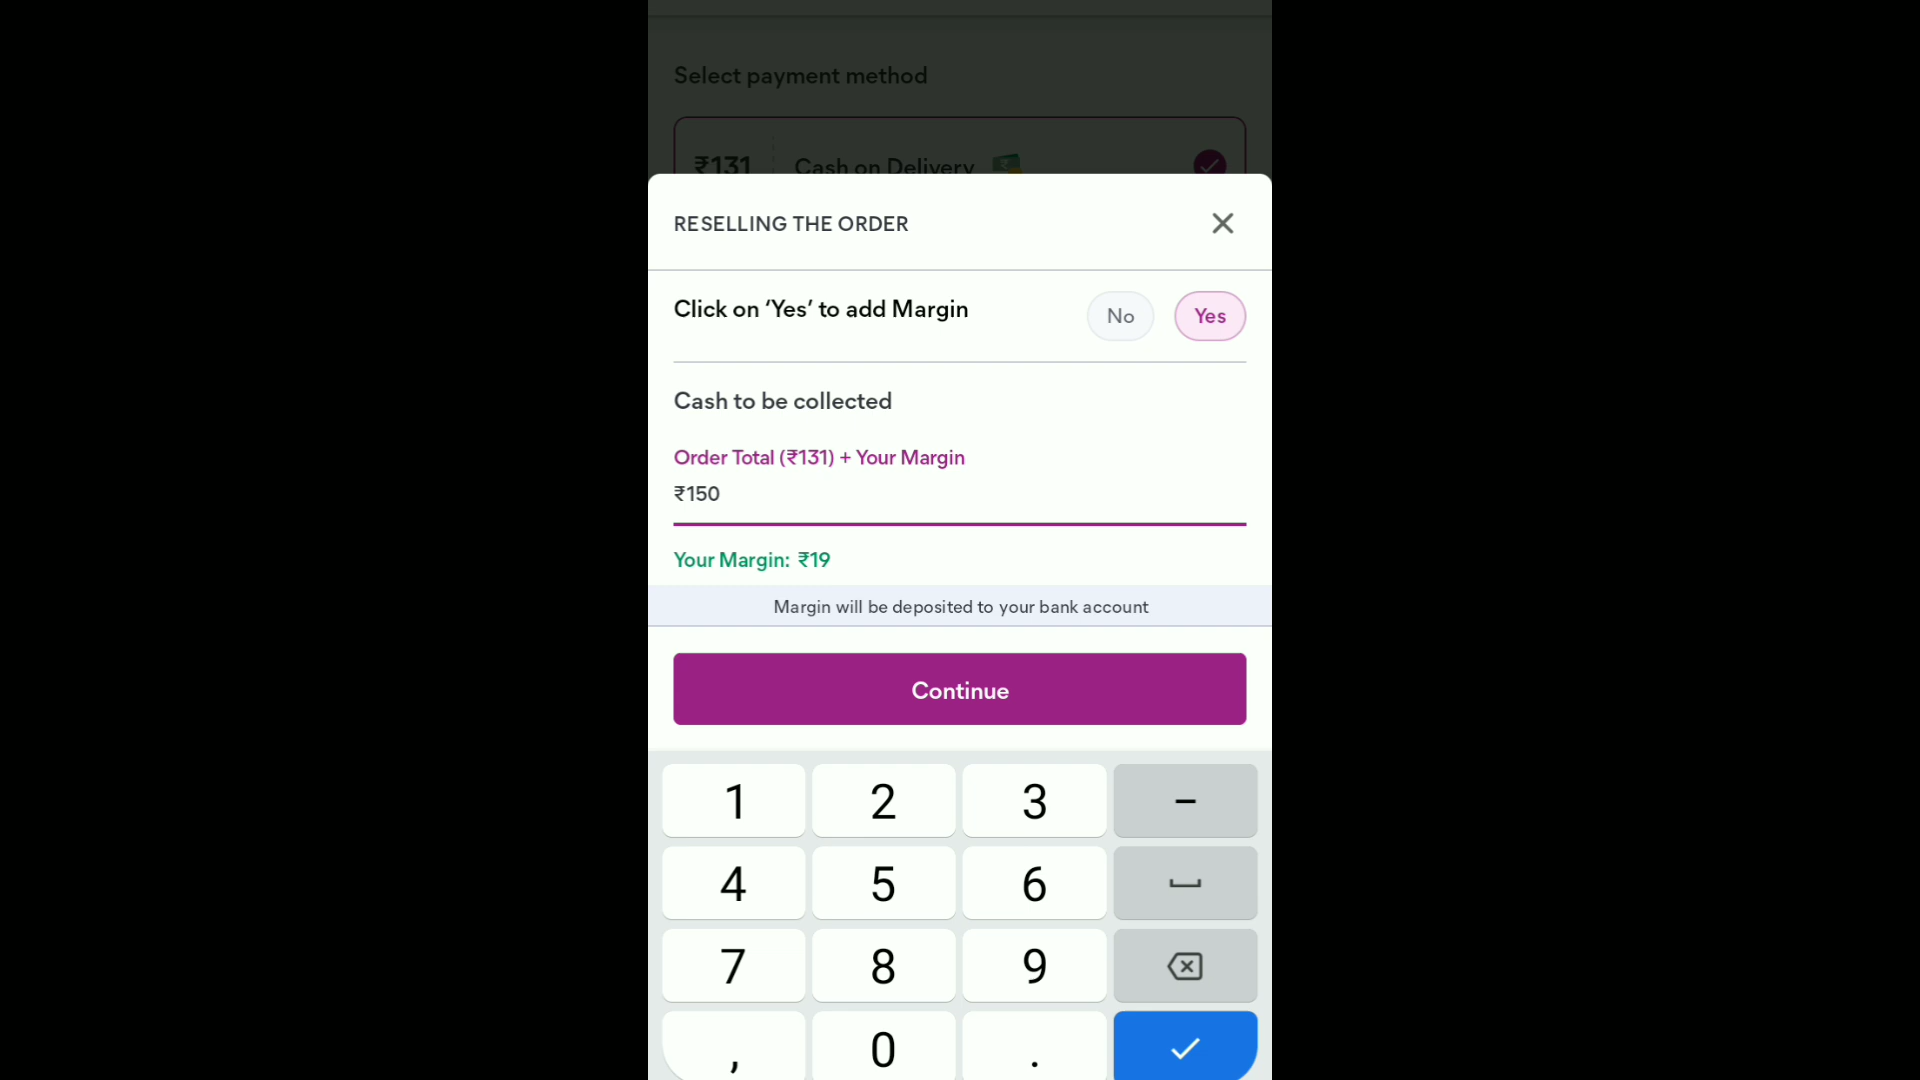 Select payment method
₹131 Cash on Delivery
RESELLING THE ORDER
Click on ‘Yes’ to add Margin No Yes
Cash to be collected
Order Total (₹131) + Your Margin
₹150
Your Margin: ₹19
Margin will be deposited to your bank account
Continue
1 2 3 –
4 5 6
7 8 9
, 0 .